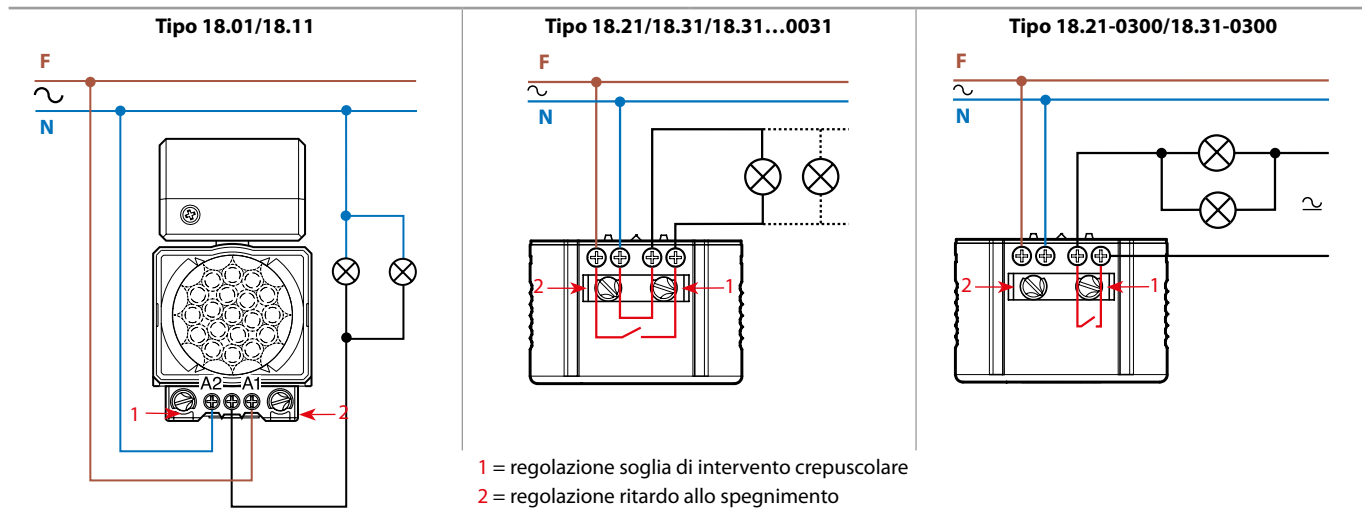 Tipo 18.01/18.11
F
N
A2 A1
1
2
Tipo 18.21/18.31/18.31...0031
F
N
2
1
Tipo 18.21-0300/18.31-0300
F
N
2
1
1 = regolazione soglia di intervento crepuscolare
2 = regolazione ritardo allo spegnimento